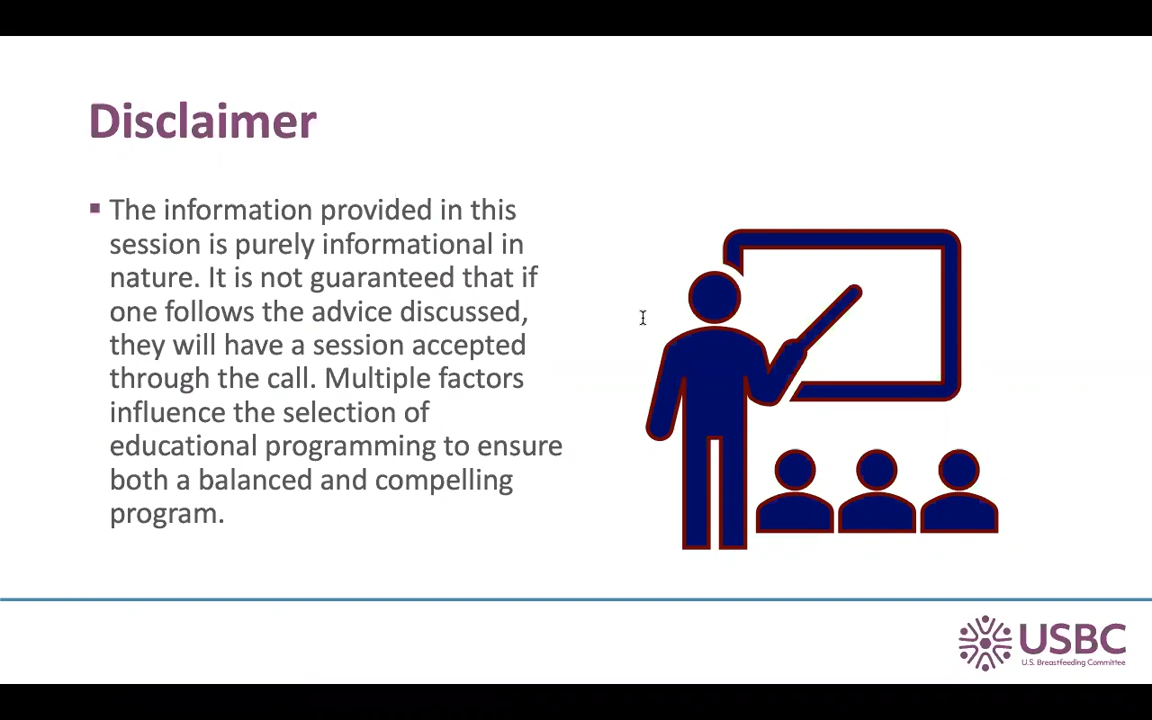 Disclaimer
▪ The information provided in this
session is purely informational in
nature. It is not guaranteed that if
one follows the advice discussed,
they will have a session accepted
through the call. Multiple factors
influence the selection of
educational programming to ensure
both a balanced and compelling
program.
USBC
U.S. Breastfeeding Committee